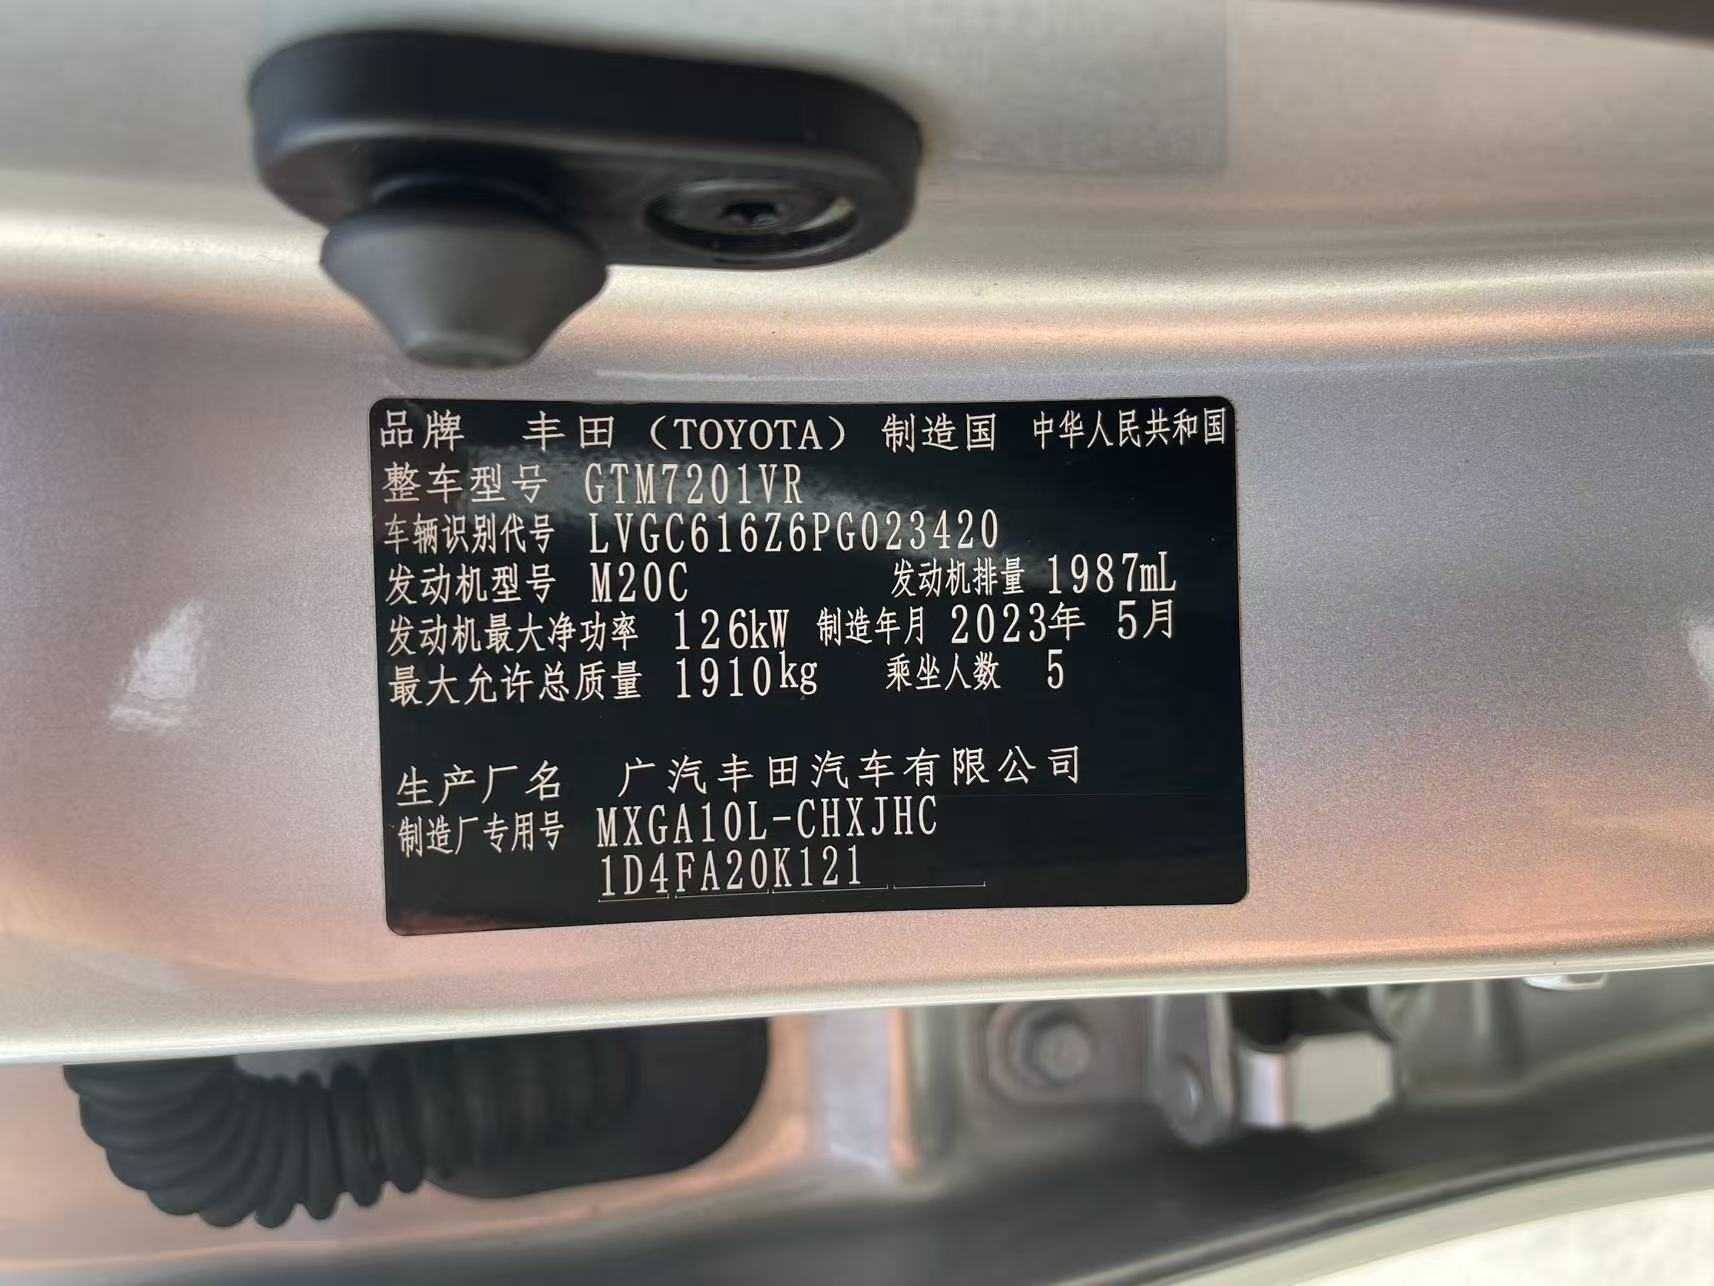 品牌 丰田（TOYOTA）制造国 中华人民共和国
整车型号 GTM7201VR
车辆识别代号 LVGC616Z6PG023420
发动机型号 M20C 发动机排量 1987mL
发动机最大净功率 126kW 制造年月 2023年 5月
最大允许总质量 1910kg 乘坐人数 5
生产厂名 广汽丰田汽车有限公司
制造厂专用号 MXGA10L-CHXJHC
1D4FA20K121